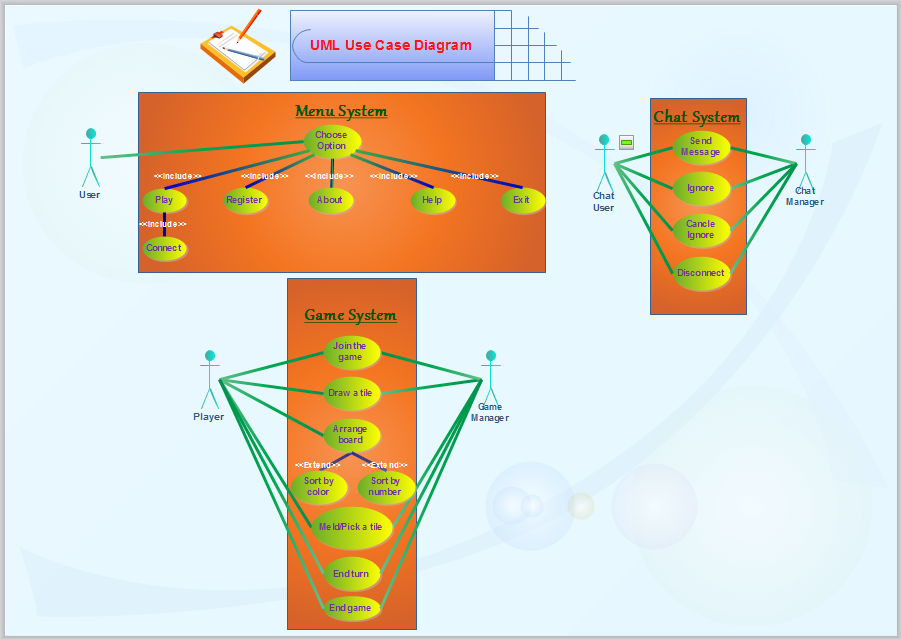 UML Use Case Diagram
Menu System
Choose
Option
<<Include>> <<Include>> <<Include>> <<Include>> <<Include>>
Play Register About Help Exit
<<Include>>
Connect
User
Chat System
Send
Message
Ignore
Cancle
Ignore
Disconnect
Chat
User
Chat
Manager
Game System
Join the
game
Draw a tile
Arrange
board
<<Extend>> <<Extend>>
Sort by
color
Sort by
number
Meld/Pick a tile
End turn
End game
Player
Game
Manager